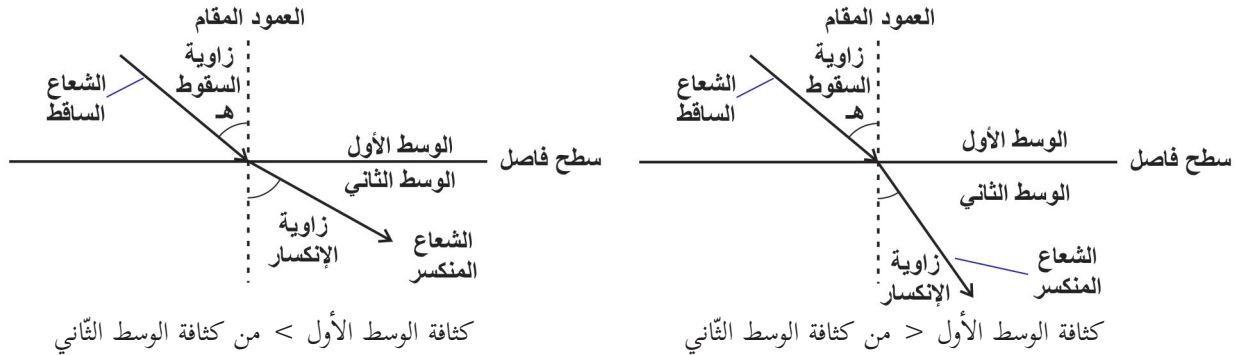 العمود المقام
زاوية
السقوط
هـ
الشعاع
الساقط
الوسط الأول
سطح فاصل
الوسط الثاني
زاوية
الإنكسار
الشعاع
المنكسر
كثافة الوسط الأول < من كثافة الوسط الثّاني
العمود المقام
زاوية
السقوط
هـ
الشعاع
الساقط
الوسط الأول
سطح فاصل
الوسط الثاني
زاوية
الإنكسار
الشعاع
المنكسر
كثافة الوسط الأول > من كثافة الوسط الثّاني